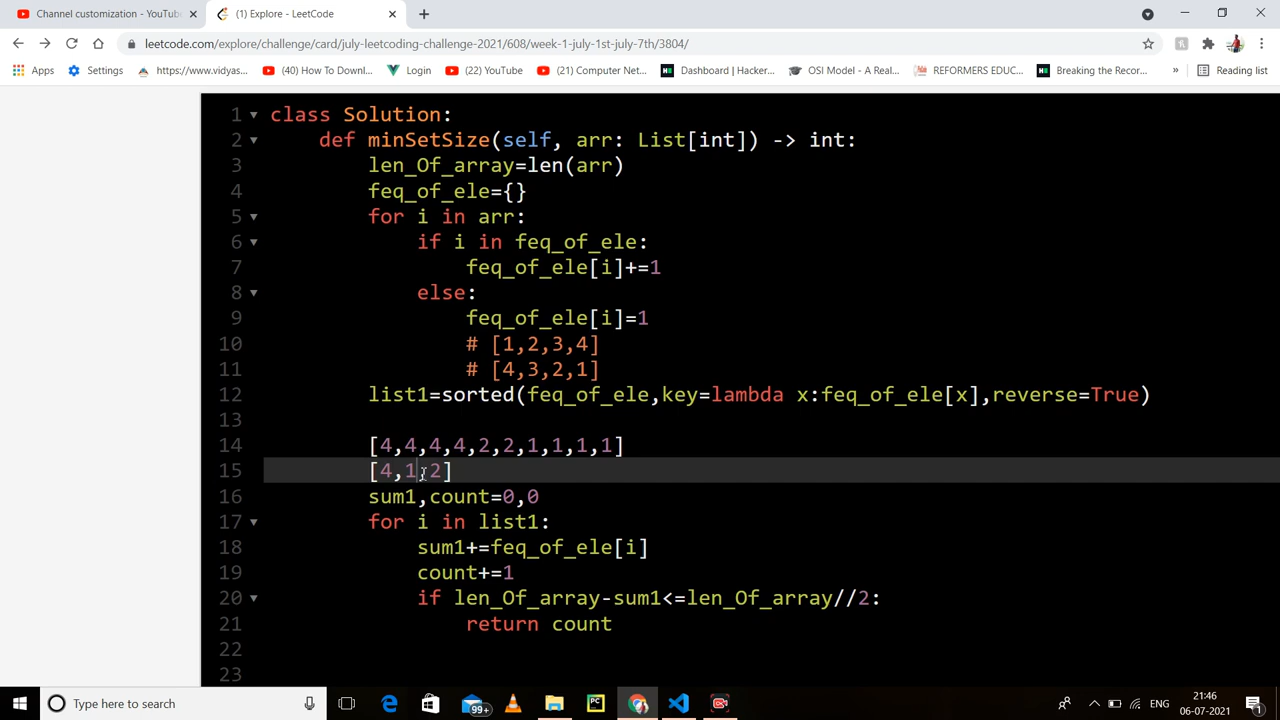 Channel customization - YouTube
(1) Explore - LeetCode
leetcode.com/explore/challenge/card/july-leetcoding-challenge-2021/608/week-1-july-1st-july-7th/3804/
Apps Settings https://www.vidyas... (40) How To Downl... Login (22) YouTube (21) Computer Net... Dashboard | Hacker... OSI Model - A Real... REFORMERS EDUC... Breaking the Recor... » Reading list
1 class Solution:
2 def minSetSize(self, arr: List[int]) -> int:
3 len_Of_array=len(arr)
4 feq_of_ele={}
5 for i in arr:
6 if i in feq_of_ele:
7 feq_of_ele[i]+=1
8 else:
9 feq_of_ele[i]=1
10 # [1,2,3,4]
11 # [4,3,2,1]
12 list1=sorted(feq_of_ele,key=lambda x:feq_of_ele[x],reverse=True)
13
14 [4,4,4,4,2,2,1,1,1,1]
15 [4,1,2]
16 sum1,count=0,0
17 for i in list1:
18 sum1+=feq_of_ele[i]
19 count+=1
20 if len_Of_array-sum1<=len_Of_array//2:
21 return count
22
23
Type here to search
99+
PC
ENG
21:46
06-07-2021
1